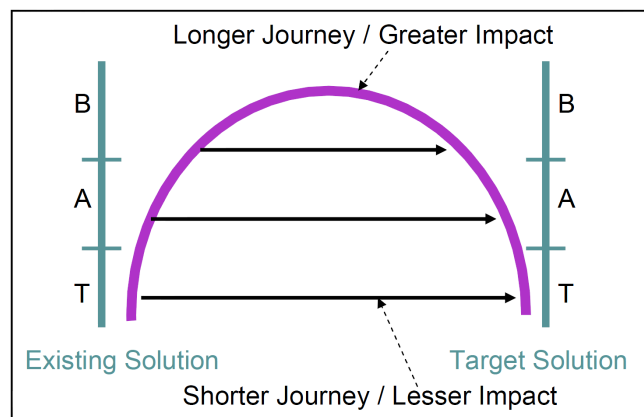 Longer Journey / Greater Impact
B
B
A
A
T
T
Existing Solution
Target Solution
Shorter Journey / Lesser Impact